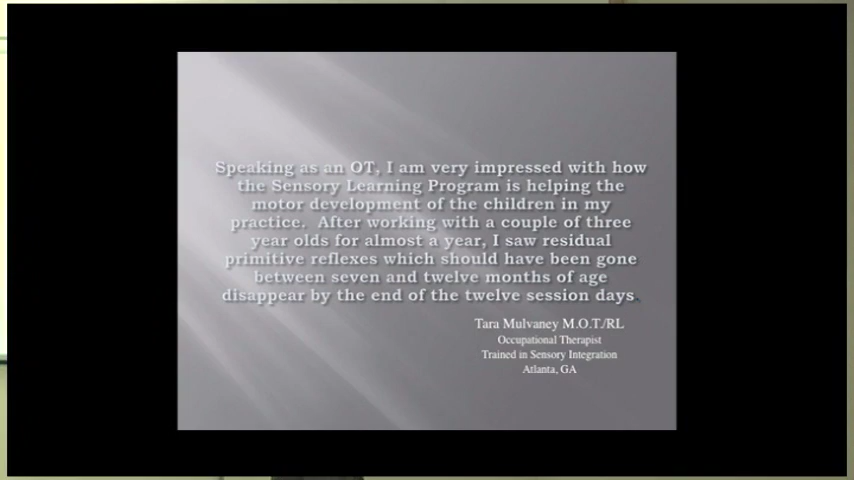 Speaking as an OT, I am very impressed with how
the Sensory Learning Program is helping the
motor development of the children in my
practice. After working with a couple of three
year olds for almost a year, I saw residual
primitive reflexes which should have been gone
between seven and twelve months of age
disappear by the end of the twelve session days.
Tara Mulvaney M.O.T./RL
Occupational Therapist
Trained in Sensory Integration
Atlanta, GA